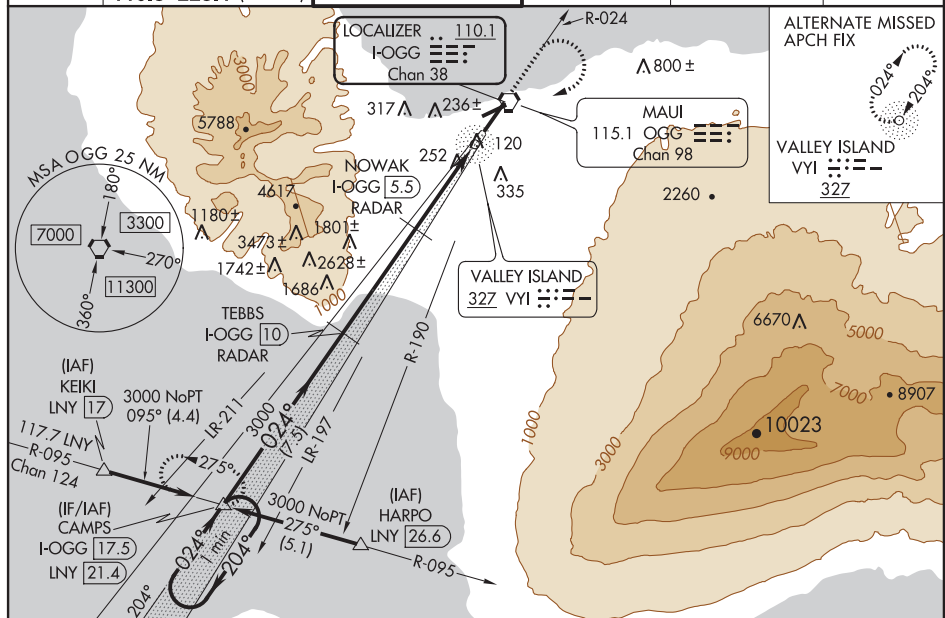 LOCALIZER 110.1
I-OGG
Chan 38
R-024
ALTERNATE MISSED
APCH FIX
024°
204°
VALLEY ISLAND
VYI
327
3000
5788
317
236±
800±
MAUI
115.1 OGG
Chan 98
120
252
335
NOWAK
I-OGG 5.5
RADAR
MSA OGG 25 NM
180°
7000
3300
270°
11300
360°
4617
1180±
3473±
1801±
1742±
2628±
1686
1000
2260
VALLEY ISLAND
327 VYI
R-190
TEBBS
I-OGG 10
RADAR
6670
5000
7000
8907
10023
9000
3000
1000
(IAF)
KEIKI
LNY 17
3000 NoPT
095° (4.4)
LR-211
3000
024°
(7.5)
LR-197
117.7 LNY
R-095
Chan 124
275°
(IF/IAF)
CAMPS
I-OGG 17.5
LNY 21.4
3000 NoPT
275°
(5.1)
(IAF)
HARPO
LNY 26.6
R-095
024°
1 min
204°
204°